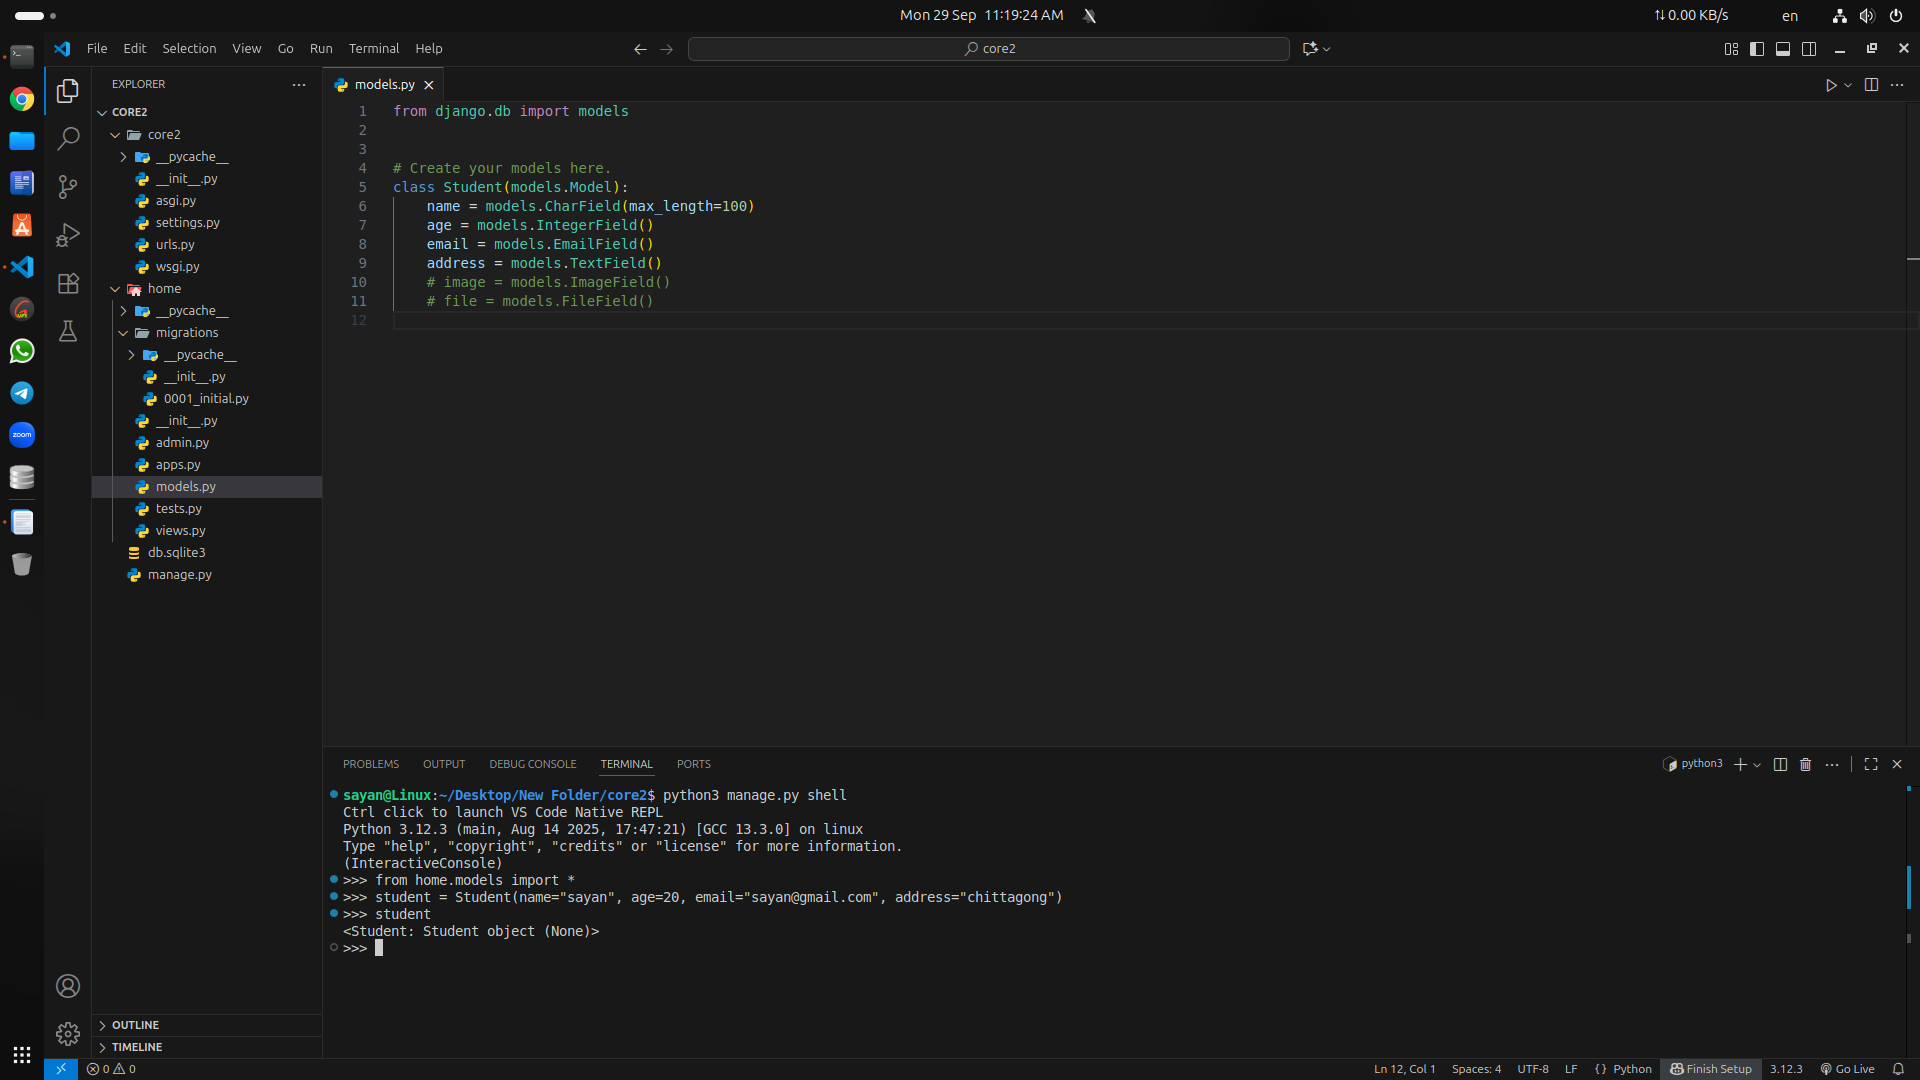 Mon 29 Sep 11:19:24 AM
0.00 KB/s
en
File Edit Selection View Go Run Terminal Help
core2
EXPLORER
models.py
CORE2
core2
__pycache__
__init__.py
asgi.py
settings.py
urls.py
wsgi.py
home
__pycache__
migrations
__pycache__
__init__.py
0001_initial.py
__init__.py
admin.py
apps.py
models.py
tests.py
views.py
db.sqlite3
manage.py
OUTLINE
TIMELINE
zoom
1 from django.db import models
2
3
4 # Create your models here.
5 class Student(models.Model):
6     name = models.CharField(max_length=100)
7     age = models.IntegerField()
8     email = models.EmailField()
9     address = models.TextField()
10     # image = models.ImageField()
11     # file = models.FileField()
12
PROBLEMS OUTPUT DEBUG CONSOLE TERMINAL PORTS
python3
sayan@Linux:~/Desktop/New Folder/core2$ python3 manage.py shell
Ctrl click to launch VS Code Native REPL
Python 3.12.3 (main, Aug 14 2025, 17:47:21) [GCC 13.3.0] on linux
Type "help", "copyright", "credits" or "license" for more information.
(InteractiveConsole)
>>> from home.models import *
>>> student = Student(name="sayan", age=20, email="sayan@gmail.com", address="chittagong")
>>> student
<Student: Student object (None)>
>>>
0 0
Ln 12, Col 1 Spaces: 4 UTF-8 LF {} Python Finish Setup 3.12.3 Go Live